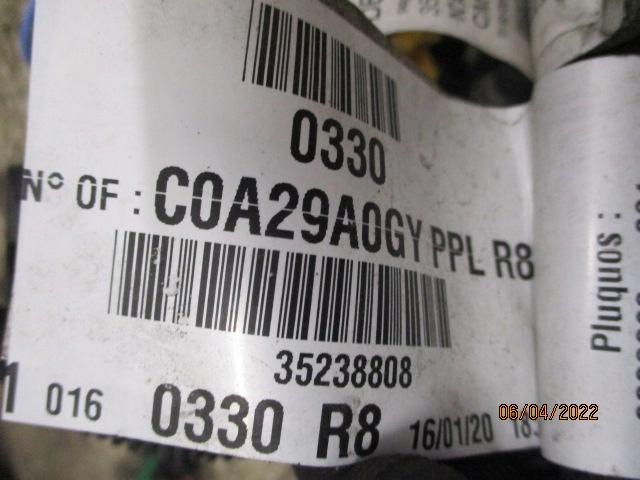 0330
N° OF : C0A29A0GY PPL R8
35238808
016 0330 R8 16/01/20
Pluquos :
06/04/2022